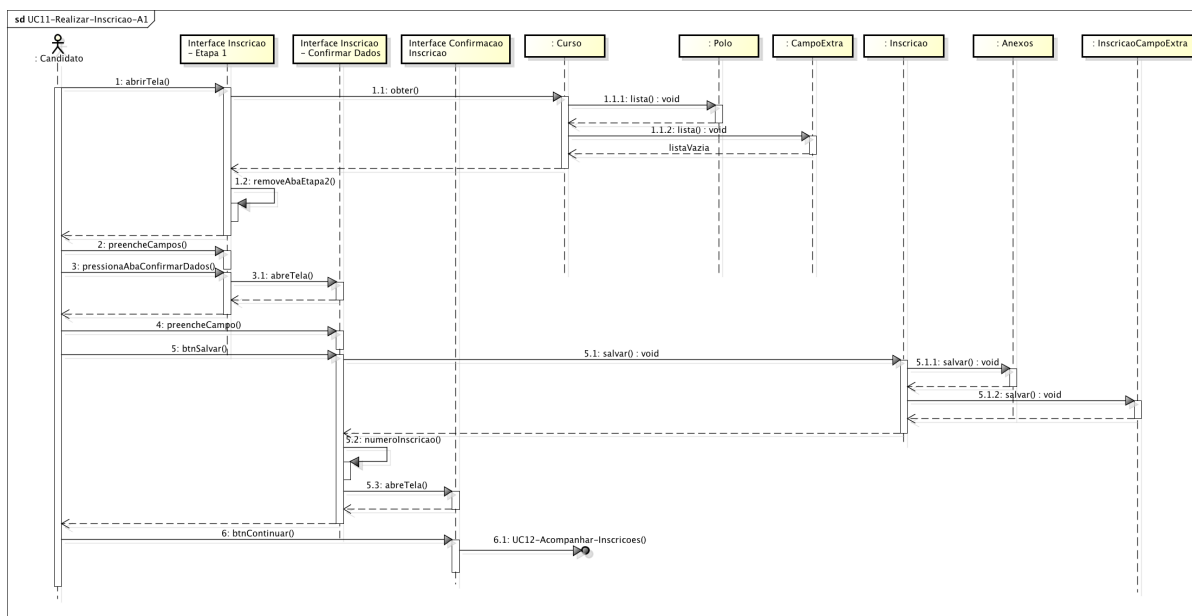 sd UC11-Realizar-Inscricao-A1
: Candidato
Interface Inscricao
- Etapa 1
Interface Inscricao
- Confirmar Dados
Interface Confirmacao
Inscricao
: Curso
: Polo
: CampoExtra
: Inscricao
: Anexos
: InscricaoCampoExtra
1: abrirTela()
1.1: obter()
1.1.1: lista() : void
1.1.2: lista() : void
listaVazia
1.2: removeAbaEtapa2()
2: preencheCampos()
3: pressionaAbaConfirmarDados()
3.1: abreTela()
4: preencheCampo()
5: btnSalvar()
5.1: salvar() : void
5.1.1: salvar() : void
5.1.2: salvar() : void
5.2: numeroInscricao()
5.3: abreTela()
6: btnContinuar()
6.1: UC12-Acompanhar-Inscricoes()